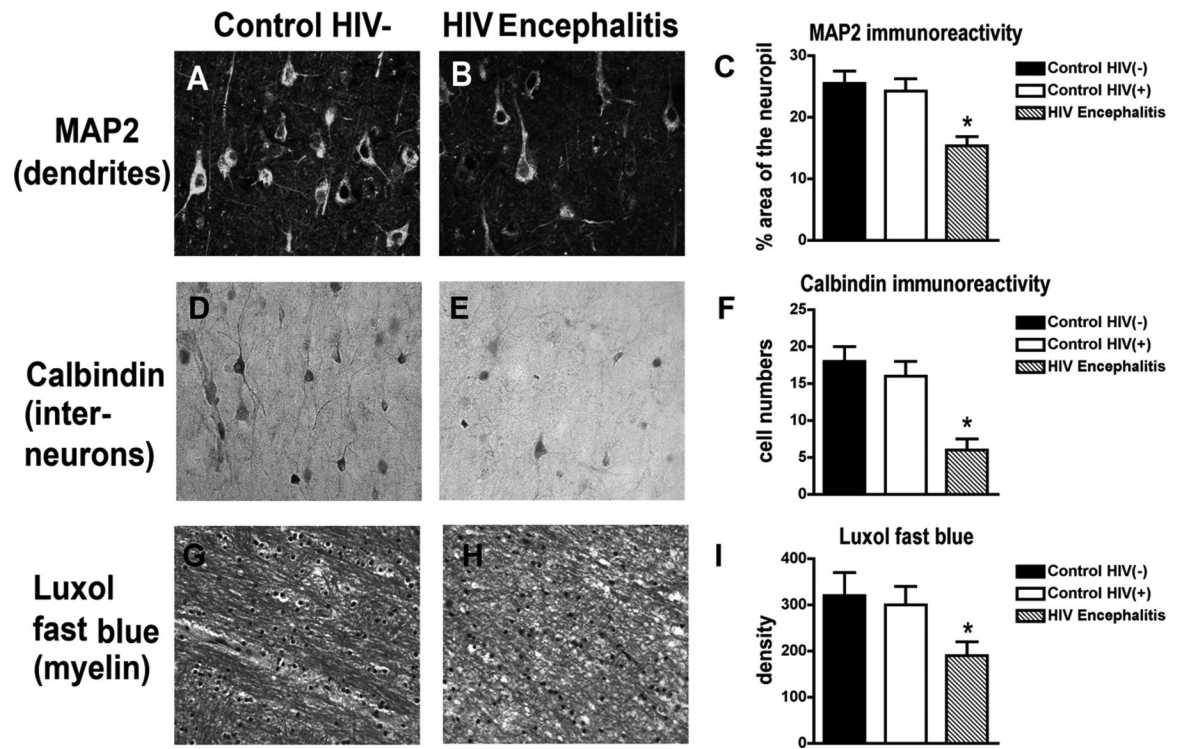 Control HIV-
HIV Encephalitis
MAP2
(dendrites)
A
B
C
MAP2 immunoreactivity
% area of the neuropil
30
20
10
0
*
Control HIV(-)
Control HIV(+)
HIV Encephalitis
Calbindin
(inter-
neurons)
D
E
F
Calbindin immunoreactivity
cell numbers
25
20
15
10
5
0
*
Control HIV(-)
Control HIV(+)
HIV Encephalitis
Luxol
fast blue
(myelin)
G
H
I
Luxol fast blue
density
400
300
200
100
0
*
Control HIV(-)
Control HIV(+)
HIV Encephalitis